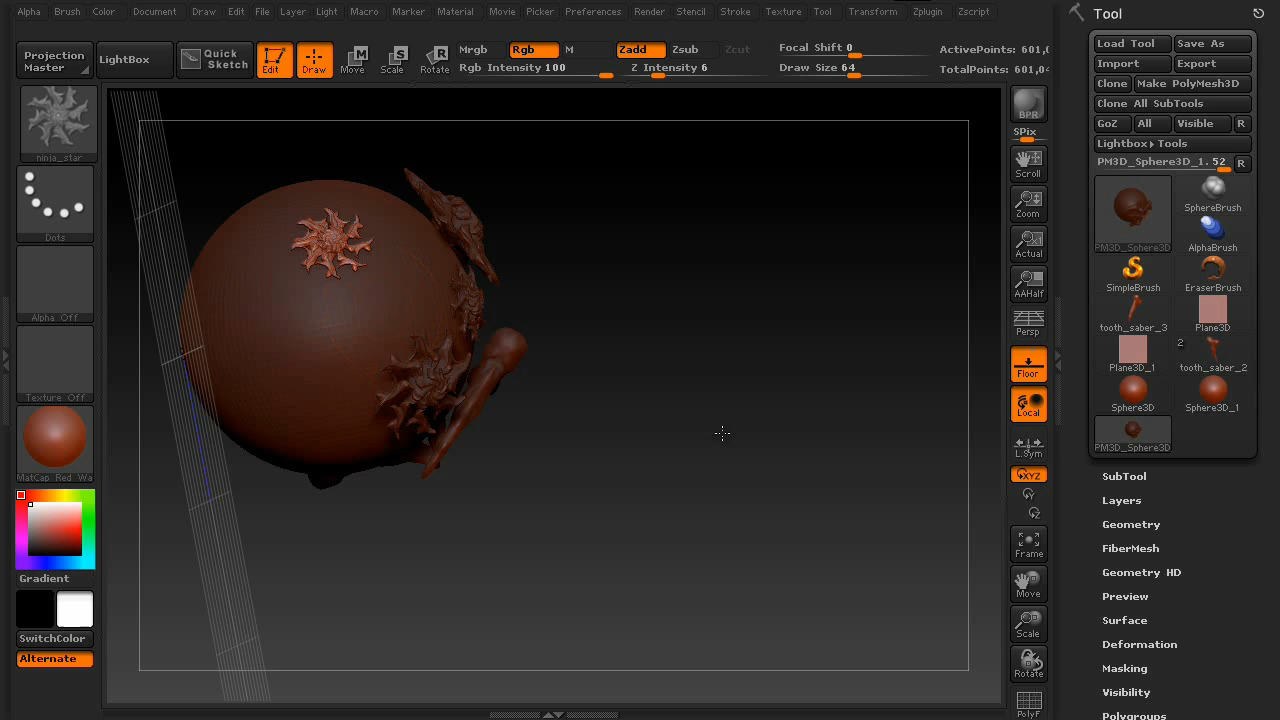 Alpha Brush Color Document Draw Edit File Layer Light Macro Marker Material Movie Picker Preferences Render Stencil Stroke Texture Tool Transform Zplugin Zscript
Tool
Projection Master
LightBox
Quick Sketch
Edit
Draw
Move
Scale
Rotate
Mrgb Rgb M
Rgb Intensity 100
Zadd Zsub Zcut
Z Intensity 6
Focal Shift 0
Draw Size 64
ActivePoints: 601,0
TotalPoints: 601,0
ninja_star
Dots
Alpha Off
Texture Off
MatCap Red Wa
Gradient
SwitchColor
Alternate
BPR
SPix
Scroll
Zoom
Actual
AAHalf
Persp
Floor
Local
L.Sym
XYZ
Y
Z
Frame
Move
Scale
Rotate
PolyF
Load Tool Save As
Import Export
Clone Make PolyMesh3D
Clone All SubTools
GoZ All Visible R
Lightbox▸Tools
PM3D_Sphere3D_1. 52 R
PM3D_Sphere3D SphereBrush
AlphaBrush
SimpleBrush EraserBrush
tooth_saber_3 Plane3D
2
Plane3D_1 tooth_saber_2
Sphere3D Sphere3D_1
PM3D_Sphere3D
SubTool
Layers
Geometry
FiberMesh
Geometry HD
Preview
Surface
Deformation
Masking
Visibility
Polygroups